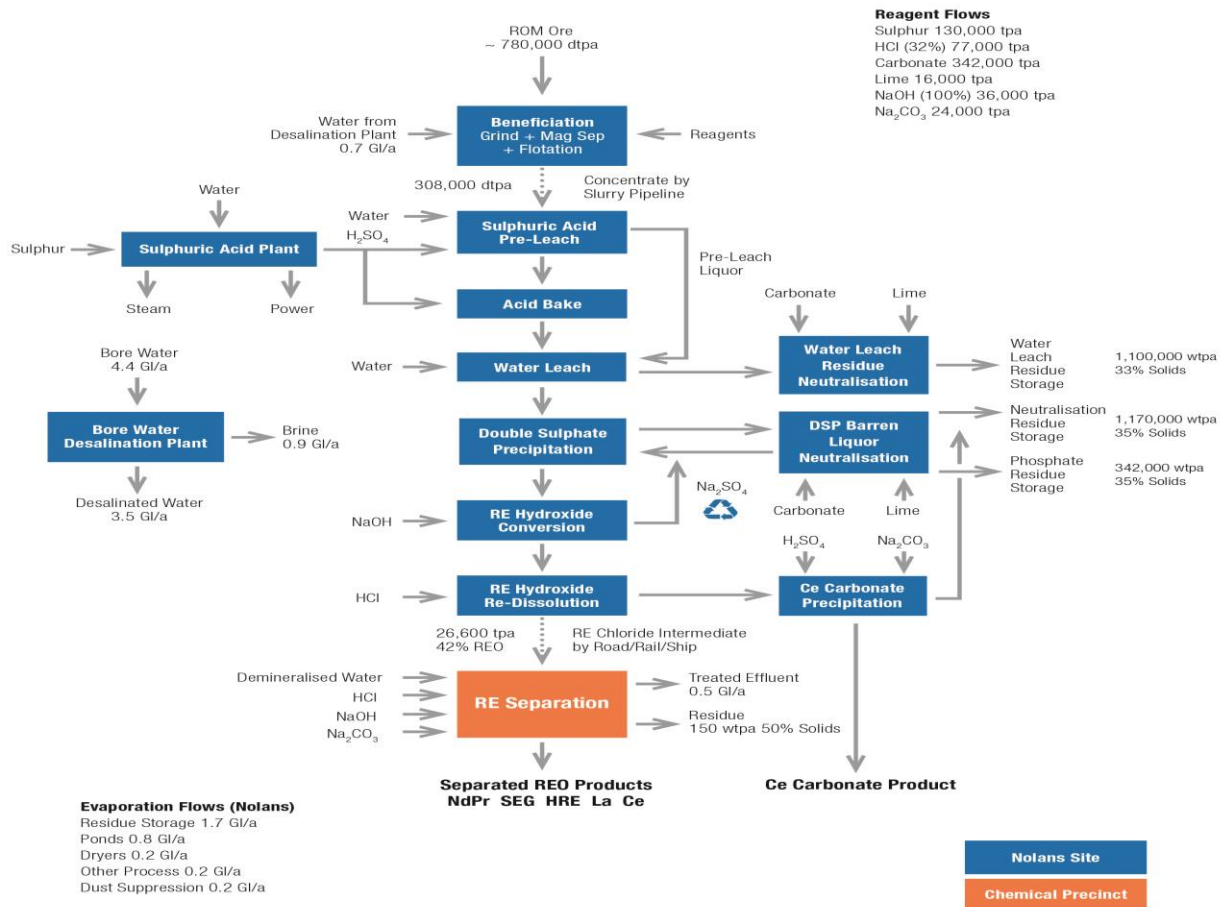 Reagent Flows
Sulphur 130,000 tpa
HCl (32%) 77,000 tpa
Carbonate 342,000 tpa
Lime 16,000 tpa
NaOH (100%) 36,000 tpa
Na₂CO₃ 24,000 tpa
ROM Ore
~ 780,000 dtpa
Water from
Desalination Plant
0.7 Gl/a
Beneficiation
Grind + Mag Sep
+ Flotation
Reagents
308,000 dtpa
Concentrate by
Slurry Pipeline
Water
Sulphur
Sulphuric Acid Plant
Steam
Power
Water
H₂SO₄
Sulphuric Acid
Pre-Leach
Pre-Leach
Liquor
Acid Bake
Water
Water Leach
Carbonate
Lime
Water Leach
Residue
Neutralisation
Water
Leach
Residue
Storage
1,100,000 wtpa
33% Solids
Bore Water
4.4 Gl/a
Bore Water
Desalination Plant
Brine
0.9 Gl/a
Desalinated Water
3.5 Gl/a
Double Sulphate
Precipitation
DSP Barren
Liquor
Neutralisation
Neutralisation
Residue
Storage
1,170,000 wtpa
35% Solids
Phosphate
Residue
Storage
342,000 wtpa
35% Solids
Na₂SO₄
Carbonate
Lime
NaOH
RE Hydroxide
Conversion
H₂SO₄
Na₂CO₃
HCl
RE Hydroxide
Re-Dissolution
Ce Carbonate
Precipitation
26,600 tpa
42% REO
RE Chloride Intermediate
by Road/Rail/Ship
Demineralised Water
HCl
NaOH
Na₂CO₃
RE Separation
Treated Effluent
0.5 Gl/a
Residue
150 wtpa 50% Solids
Separated REO Products
NdPr SEG HRE La Ce
Ce Carbonate Product
Evaporation Flows (Nolans)
Residue Storage 1.7 Gl/a
Ponds 0.8 Gl/a
Dryers 0.2 Gl/a
Other Process 0.2 Gl/a
Dust Suppression 0.2 Gl/a
Nolans Site
Chemical Precinct